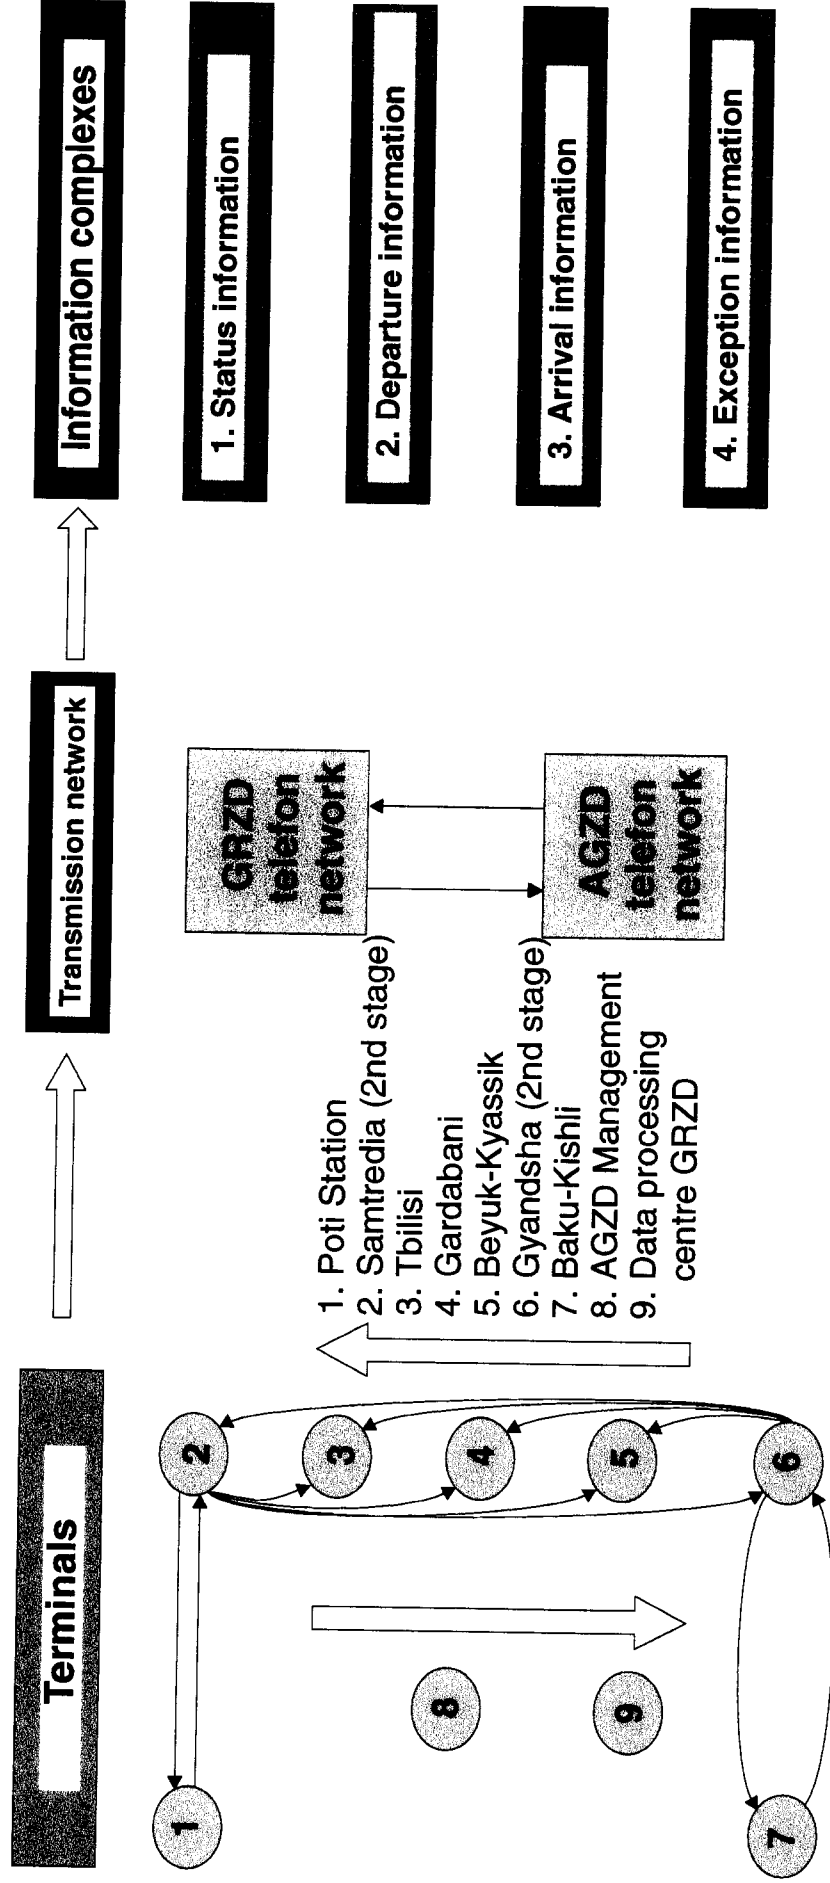 Terminals
Transmission network
Information complexes
1
2
3
4
5
6
7
8
9
1. Poti Station
2. Samtredia (2nd stage)
3. Tbilisi
4. Gardabani
5. Beyuk-Kyassik
6. Gyandsha (2nd stage)
7. Baku-Kishli
8. AGZD Management
9. Data processing
centre GRZD
GRZD
telefon
network
AGZD
telefon
network
1. Status information
2. Departure information
3. Arrival information
4. Exception information